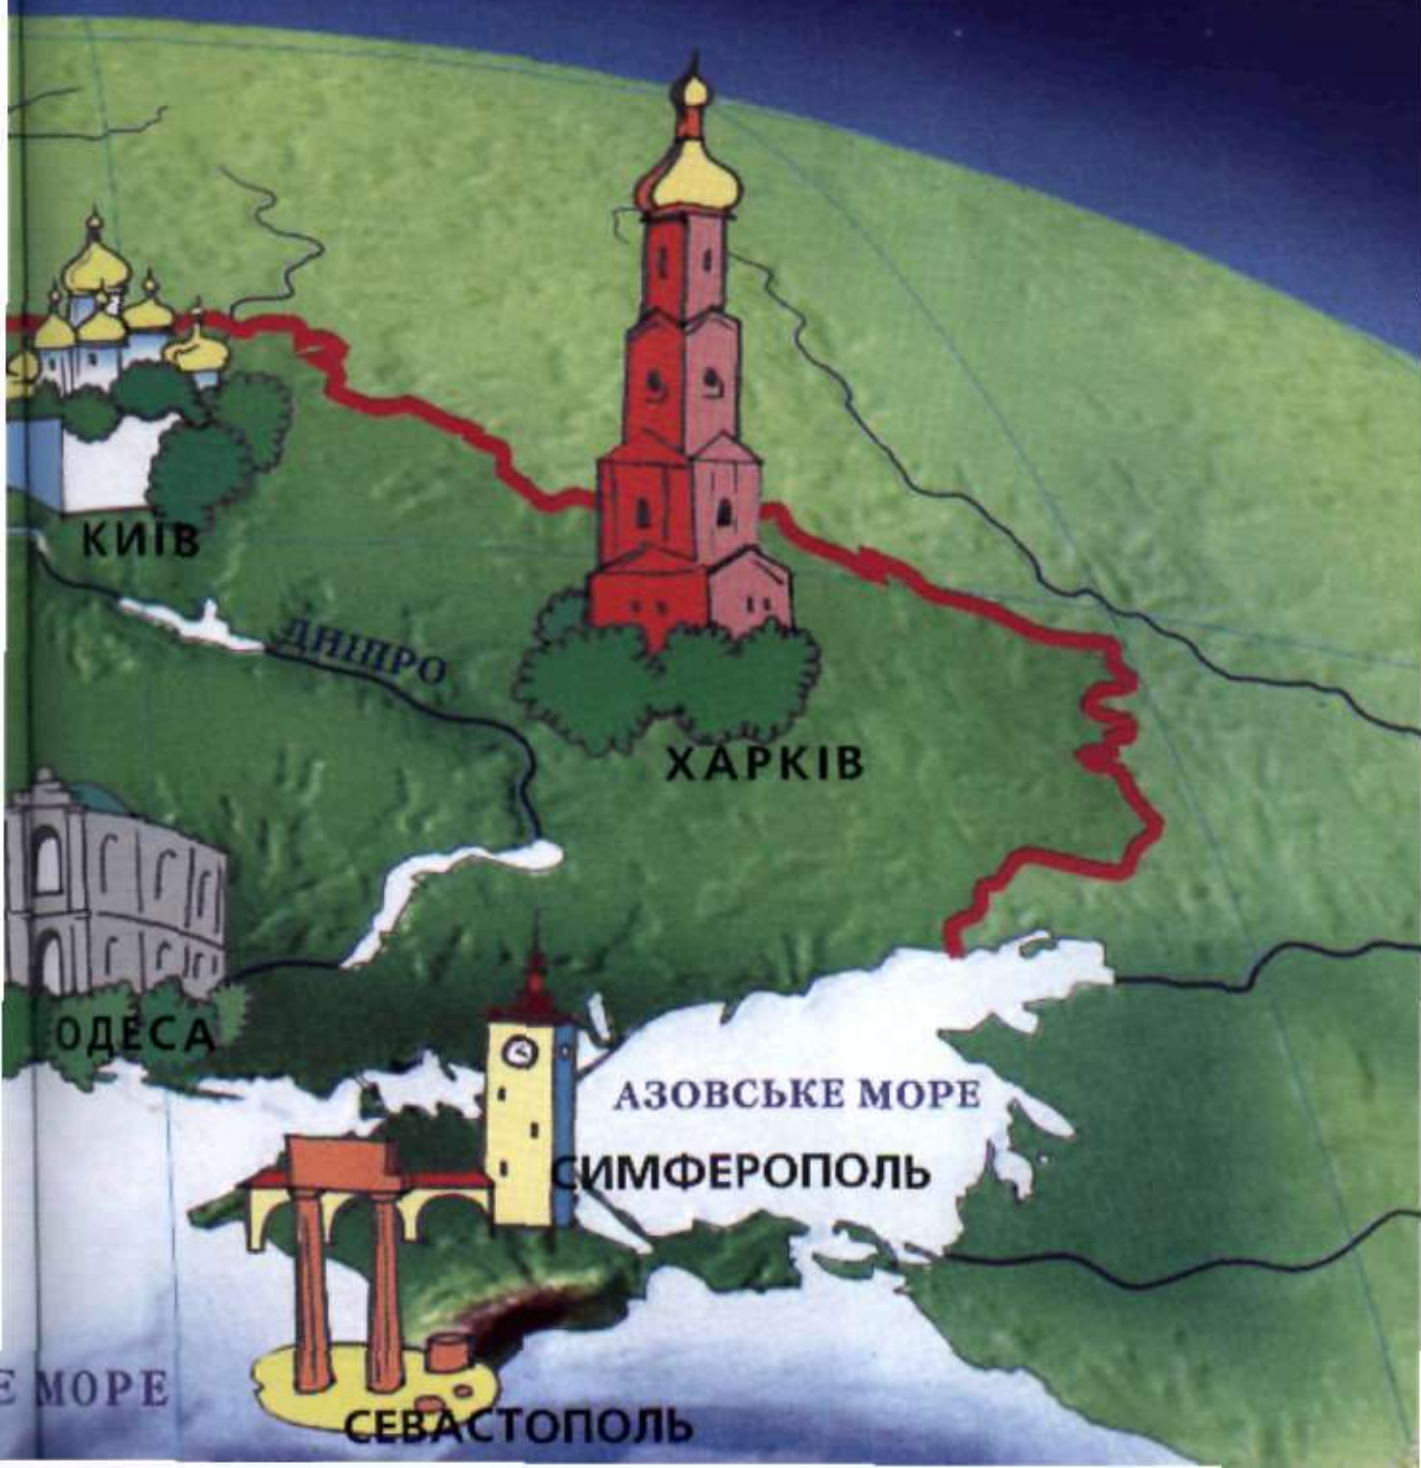 КИЇВ
ДНІПРО
ХАРКІВ
ОДЕСА
АЗОВСЬКЕ МОРЕ
СИМФЕРОПОЛЬ
Е МОРЕ
СЕВАСТОПОЛЬ